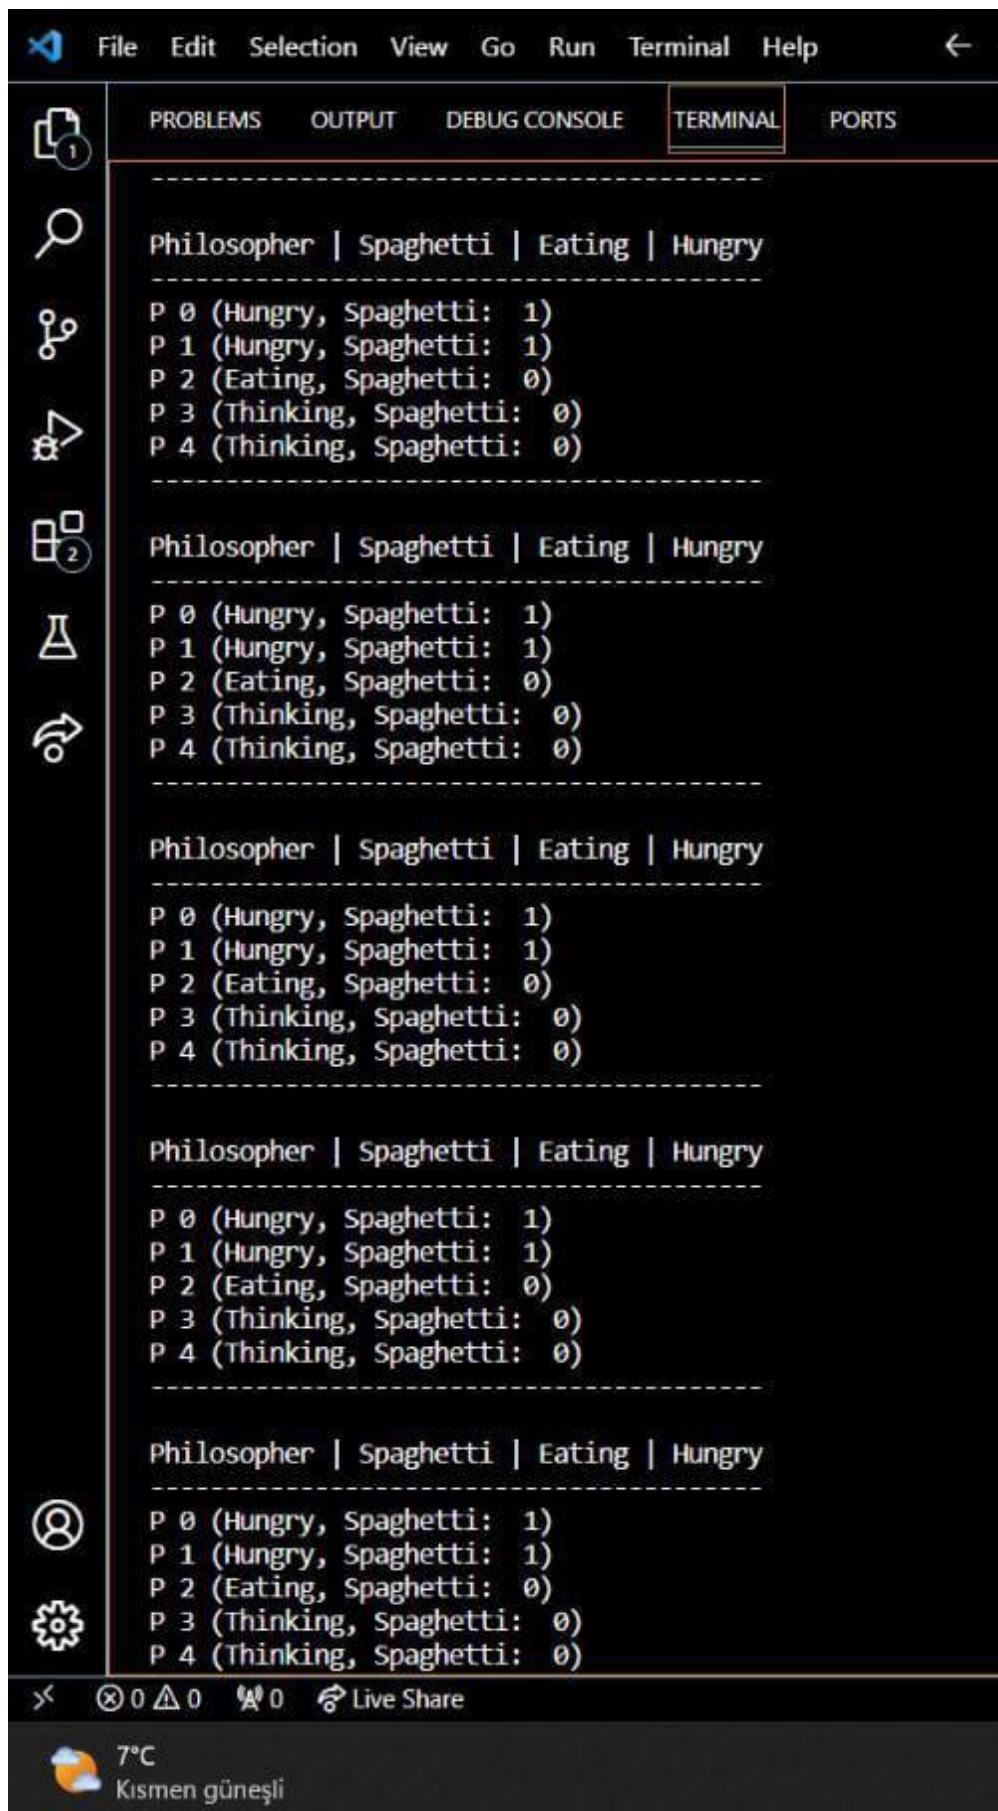 File Edit Selection View Go Run Terminal Help
PROBLEMS OUTPUT DEBUG CONSOLE TERMINAL PORTS
1
2
-----------------------------------------
Philosopher | Spaghetti | Eating | Hungry
-----------------------------------------
P 0 (Hungry, Spaghetti:  1)
P 1 (Hungry, Spaghetti:  1)
P 2 (Eating, Spaghetti:  0)
P 3 (Thinking, Spaghetti:  0)
P 4 (Thinking, Spaghetti:  0)
-----------------------------------------
Philosopher | Spaghetti | Eating | Hungry
-----------------------------------------
P 0 (Hungry, Spaghetti:  1)
P 1 (Hungry, Spaghetti:  1)
P 2 (Eating, Spaghetti:  0)
P 3 (Thinking, Spaghetti:  0)
P 4 (Thinking, Spaghetti:  0)
-----------------------------------------
Philosopher | Spaghetti | Eating | Hungry
-----------------------------------------
P 0 (Hungry, Spaghetti:  1)
P 1 (Hungry, Spaghetti:  1)
P 2 (Eating, Spaghetti:  0)
P 3 (Thinking, Spaghetti:  0)
P 4 (Thinking, Spaghetti:  0)
-----------------------------------------
Philosopher | Spaghetti | Eating | Hungry
-----------------------------------------
P 0 (Hungry, Spaghetti:  1)
P 1 (Hungry, Spaghetti:  1)
P 2 (Eating, Spaghetti:  0)
P 3 (Thinking, Spaghetti:  0)
P 4 (Thinking, Spaghetti:  0)
-----------------------------------------
Philosopher | Spaghetti | Eating | Hungry
-----------------------------------------
P 0 (Hungry, Spaghetti:  1)
P 1 (Hungry, Spaghetti:  1)
P 2 (Eating, Spaghetti:  0)
P 3 (Thinking, Spaghetti:  0)
P 4 (Thinking, Spaghetti:  0)
0 0 0 Live Share
7°C
Kısmen güneşli